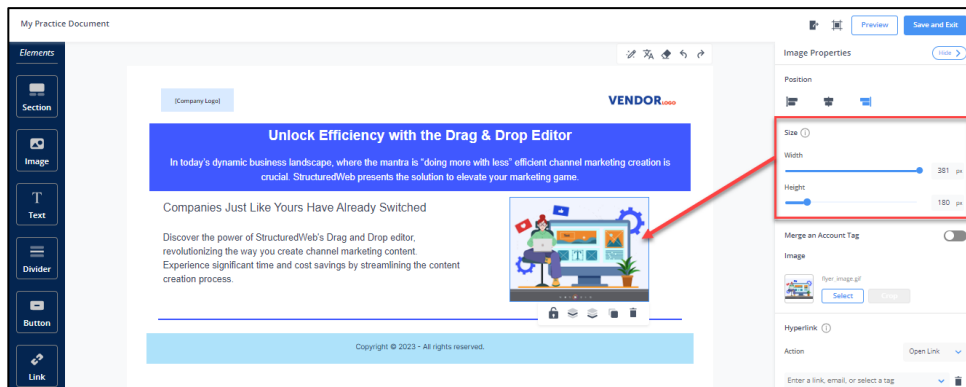 My Practice Document
Preview
Save and Exit
Elements
Section
Image
Text
Divider
Button
Link
[Company Logo]
VENDOR LOGO
Unlock Efficiency with the Drag & Drop Editor
In today's dynamic business landscape, where the mantra is "doing more with less" efficient channel marketing creation is
crucial. StructuredWeb presents the solution to elevate your marketing game.
Companies Just Like Yours Have Already Switched
Discover the power of StructuredWeb's Drag and Drop editor,
revolutionizing the way you create channel marketing content.
Experience significant time and cost savings by streamlining the content
creation process.
Copyright © 2023 - All rights reserved.
Image Properties
Hide
Position
Size
Width
381 px
Height
180 px
Merge an Account Tag
Image
flyer image.gif
Select
Crop
Hyperlink
Action
Open Link
Enter a link, email, or select a tag